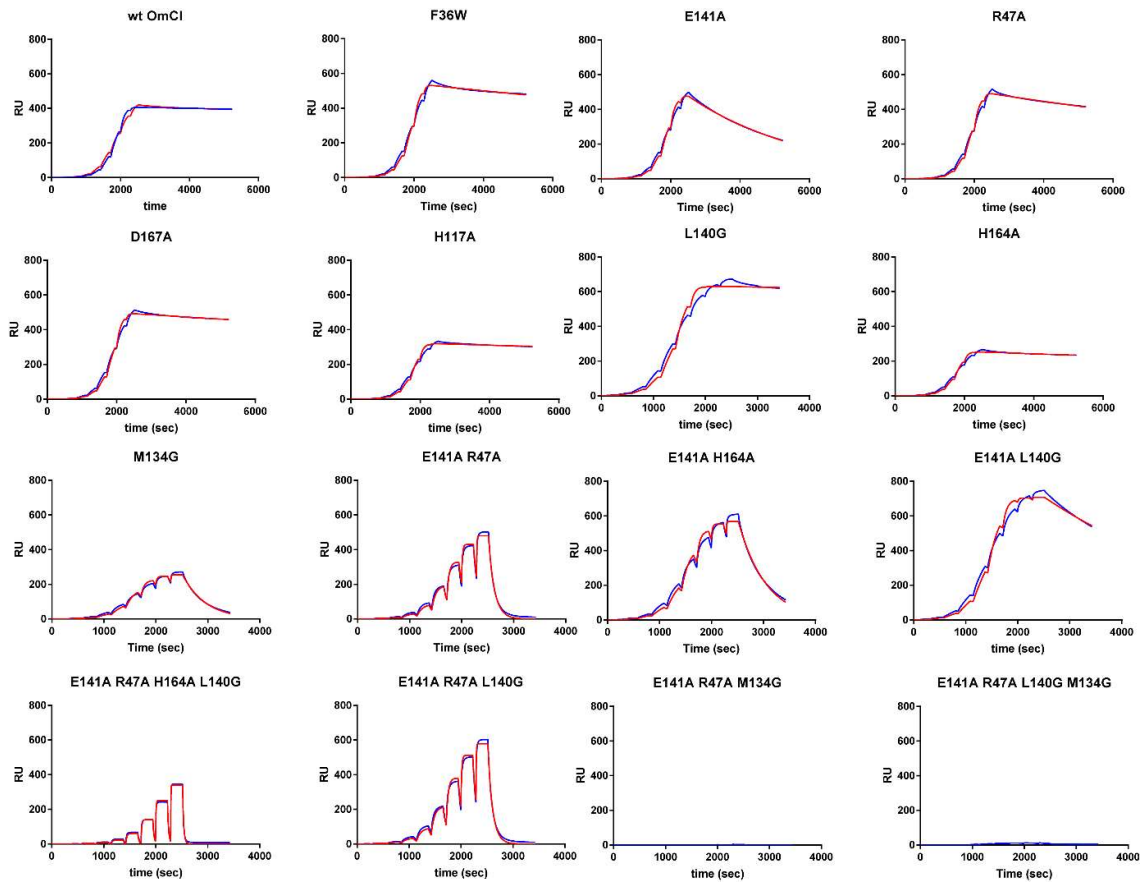 wt OmCI
F36W
E141A
R47A
800
600
400
200
0
RU
0 2000 4000 6000
time
800
600
400
200
0
RU
0 2000 4000 6000
Time (sec)
800
600
400
200
0
RU
0 2000 4000 6000
Time (sec)
800
600
400
200
0
RU
0 2000 4000 6000
time (sec)
D167A
H117A
L140G
H164A
800
600
400
200
0
RU
0 2000 4000 6000
time (sec)
800
600
400
200
0
RU
0 2000 4000 6000
time (sec)
800
600
400
200
0
RU
0 1000 2000 3000 4000
time (sec)
800
600
400
200
0
RU
0 2000 4000 6000
time (sec)
M134G
E141A R47A
E141A H164A
E141A L140G
800
600
400
200
0
RU
0 1000 2000 3000 4000
Time (sec)
800
600
400
200
0
RU
0 1000 2000 3000 4000
Time (sec)
800
600
400
200
0
RU
0 1000 2000 3000 4000
Time (sec)
800
600
400
200
0
RU
0 1000 2000 3000 4000
Time (sec)
E141A R47A H164A L140G
E141A R47A L140G
E141A R47A M134G
E141A R47A L140G M134G
800
600
400
200
0
RU
0 1000 2000 3000 4000
time (sec)
800
600
400
200
0
RU
0 1000 2000 3000 4000
time (sec)
800
600
400
200
0
RU
0 1000 2000 3000 4000
time (sec)
800
600
400
200
0
RU
0 1000 2000 3000 4000
time (sec)